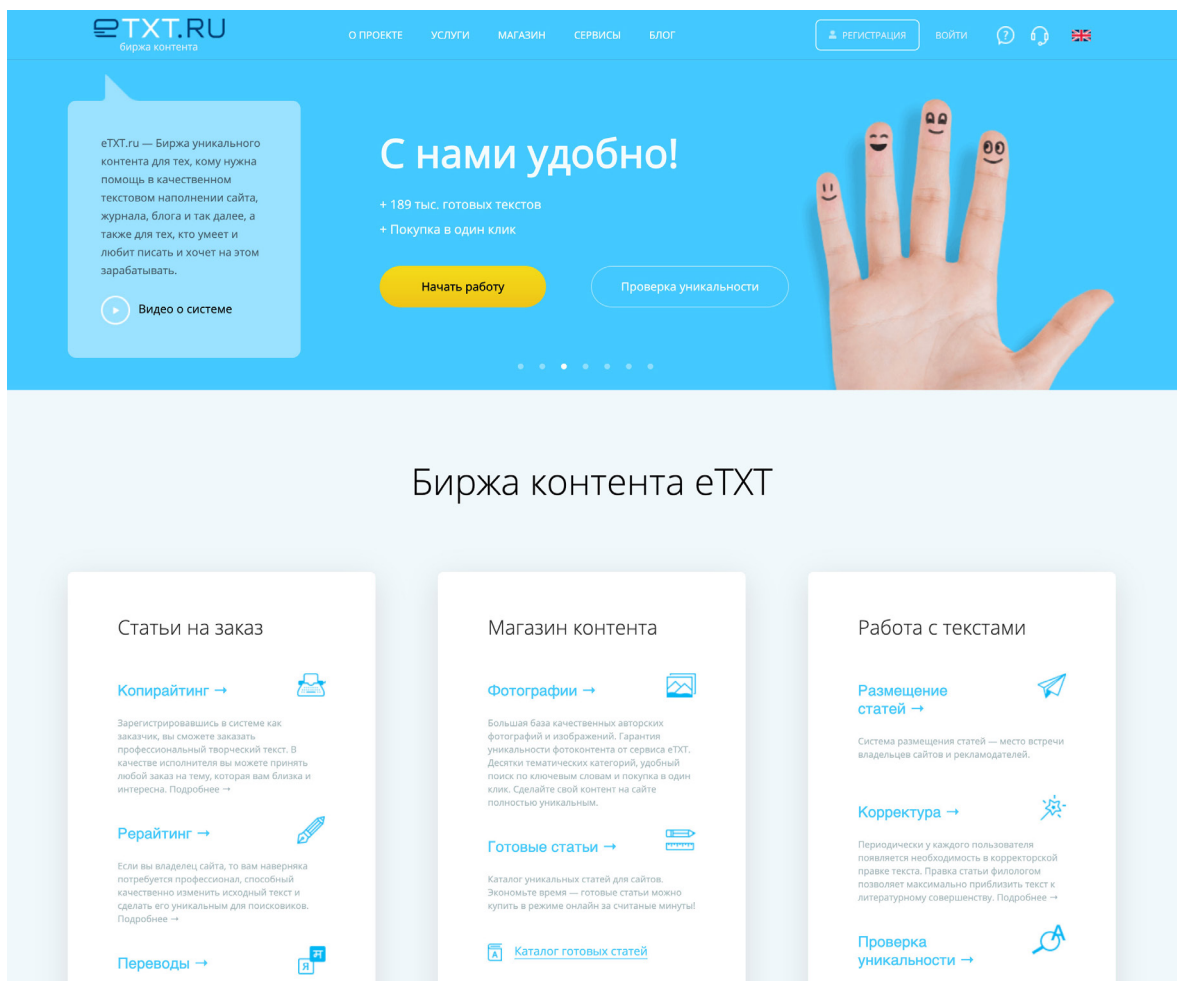 eTXT.RU
биржа контента
О ПРОЕКТЕ УСЛУГИ МАГАЗИН СЕРВИСЫ БЛОГ
РЕГИСТРАЦИЯ
ВОЙТИ
?
eTXT.ru — Биржа уникального
контента для тех, кому нужна
помощь в качественном
текстовом наполнении сайта,
журнала, блога и так далее, а
также для тех, кто умеет и
любит писать и хочет на этом
зарабатывать.
Видео о системе
С нами удобно!
+ 189 тыс. готовых текстов
+ Покупка в один клик
Начать работу
Проверка уникальности
Биржа контента eTXT
Статьи на заказ
Копирайтинг →
Зарегистрировавшись в системе как
заказчик, вы сможете заказать
профессиональный творческий текст. В
качестве исполнителя вы можете принять
любой заказ на тему, которая вам близка и
интересна. Подробнее →
Рерайтинг →
Если вы владелец сайта, то вам наверняка
потребуется профессионал, способный
качественно изменить исходный текст и
сделать его уникальным для поисковиков.
Подробнее →
Переводы →
Я
Магазин контента
Фотографии →
Большая база качественных авторских
фотографий и изображений. Гарантия
уникальности фотоконтента от сервиса eTXT.
Десятки тематических категорий, удобный
поиск по ключевым словам и покупка в один
клик. Сделайте свой контент на сайте
полностью уникальным.
Готовые статьи →
Каталог уникальных статей для сайтов.
Экономьте время — готовые статьи можно
купить в режиме онлайн за считаные минуты!
A
Каталог готовых статей
Работа с текстами
Размещение
статей →
Система размещения статей — место встречи
владельцев сайтов и рекламодателей.
Корректура →
Периодически у каждого пользователя
появляется необходимость в корректорской
правке текста. Правка статьи филологом
позволяет максимально приблизить текст к
литературному совершенству. Подробнее →
Проверка
уникальности →
A